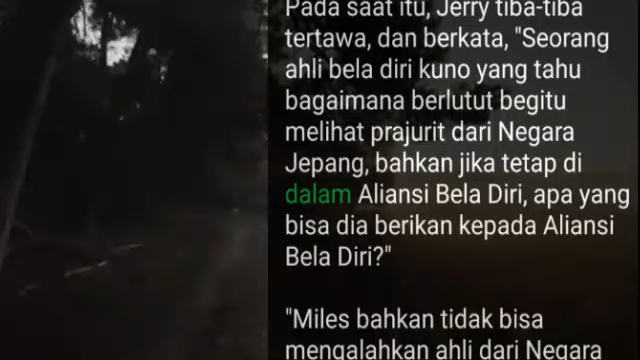 Pada saat itu, Jerry tiba-tiba
tertawa, dan berkata, "Seorang
ahli bela diri kuno yang tahu
bagaimana berlutut begitu
melihat prajurit dari Negara
Jepang, bahkan jika tetap di
dalam Aliansi Bela Diri, apa yang
bisa dia berikan kepada Aliansi
Bela Diri?"
"Miles bahkan tidak bisa
mengalahkan ahli dari Negara